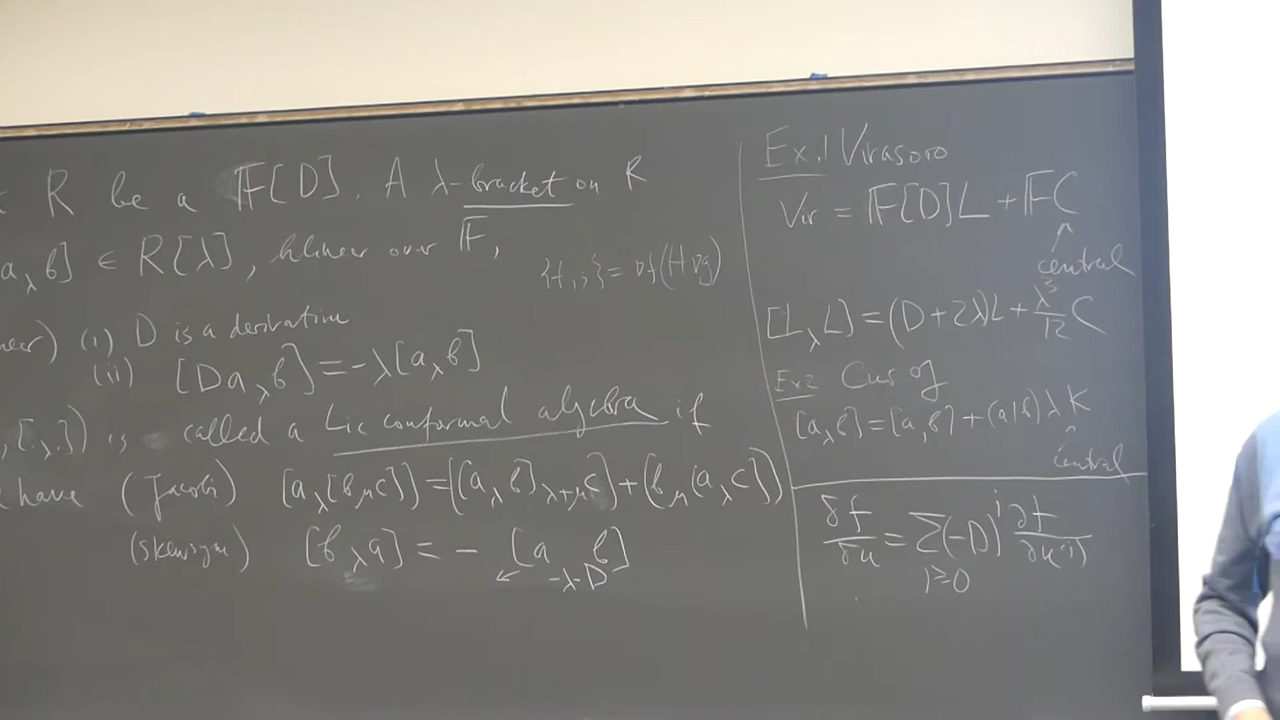 R be a 𝔽[D]. A λ-bracket on R
a_λ b] ∈ R[λ], bilinear over 𝔽,
= ∇f(H∇g)
near) (i) D is a derivation
(ii) [Da_λ b] = -λ[a_λ b]
,[.λ.]) is called a Lie conformal algebra if
have (Jacobi) [a_λ[b_μ c]] = [[a_λ b]_{λ+μ} c] + [b_μ[a_λ c]]
(skewsym) [b_λ a] = - [a_{-λ-D} b]
←
Ex.1 Virasoro
Vir = 𝔽[D]L + 𝔽C
↑
central
[L_λ L] = (D+2λ)L + λ³/12 C
Ex2 Cur 𝔤
[a_λ b] = [a,b] + (a|b) λ K
↑
central
δf/δu = Σ_{i≥0} (-D)^i ∂f/∂u^(i)